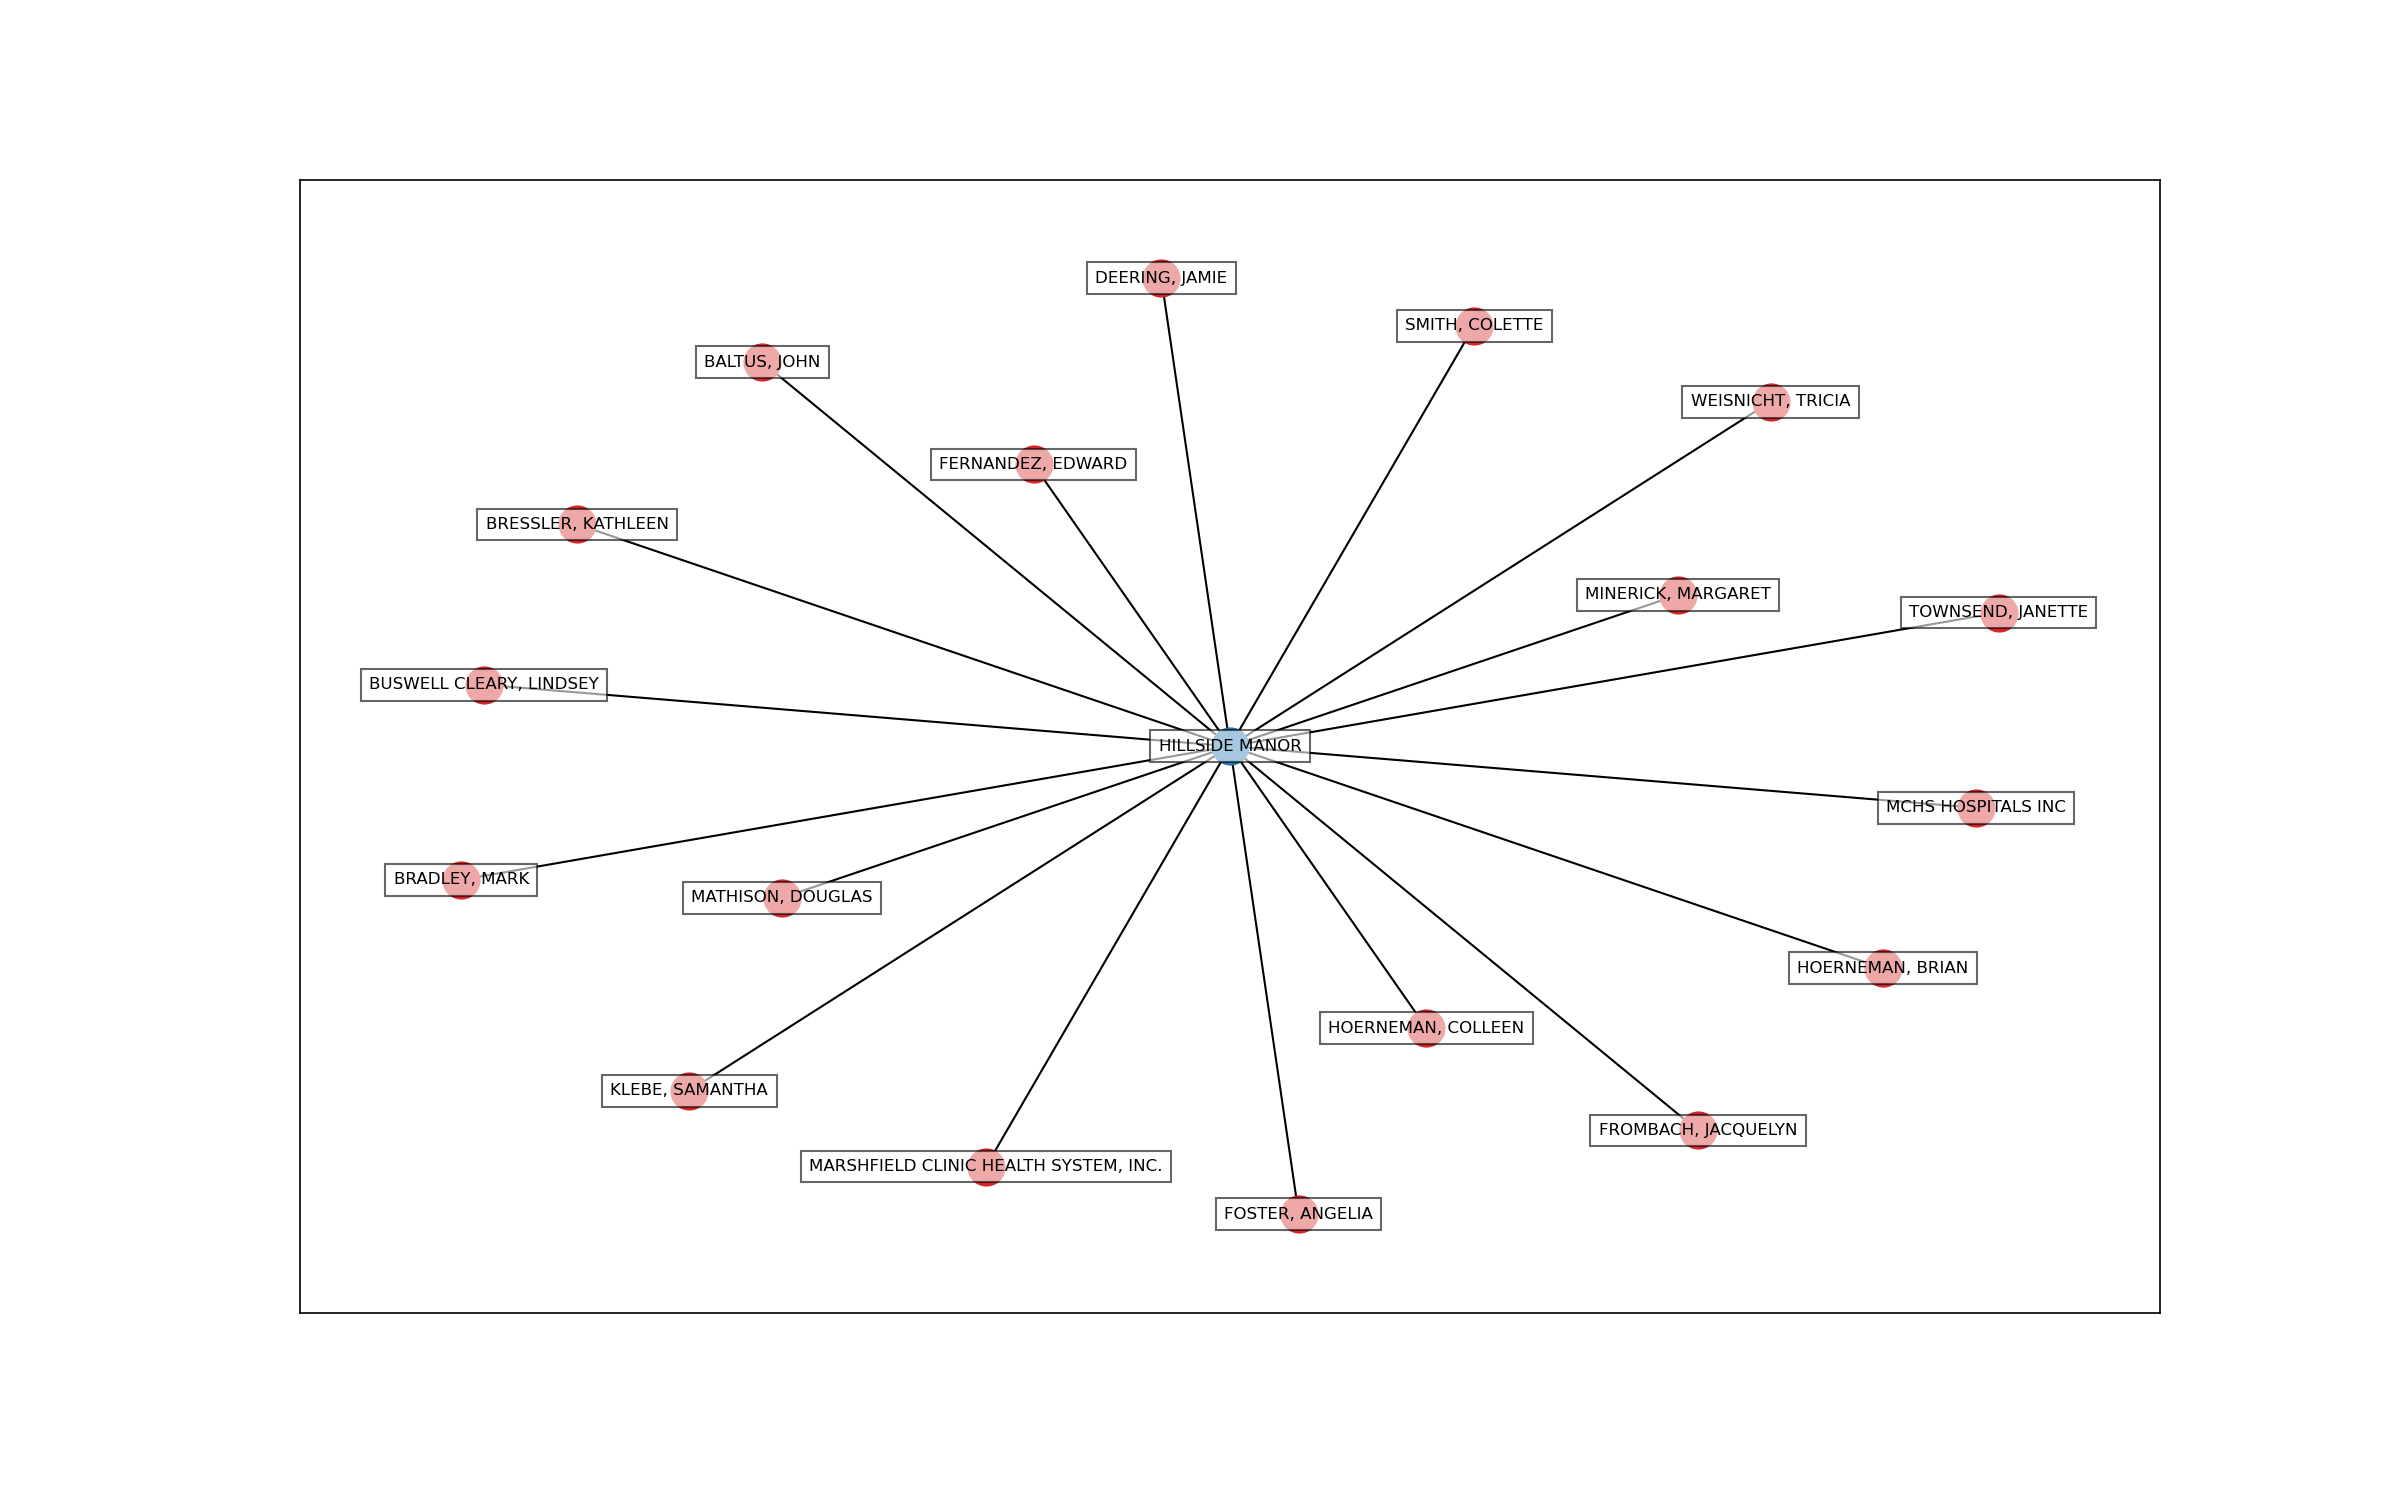 DEERING, JAMIE
SMITH, COLETTE
BALTUS, JOHN
WEISNICHT, TRICIA
FERNANDEZ, EDWARD
BRESSLER, KATHLEEN
MINERICK, MARGARET
TOWNSEND, JANETTE
BUSWELL CLEARY, LINDSEY
HILLSIDE MANOR
MCHS HOSPITALS INC
BRADLEY, MARK
MATHISON, DOUGLAS
HOERNEMAN, BRIAN
HOERNEMAN, COLLEEN
KLEBE, SAMANTHA
FROMBACH, JACQUELYN
MARSHFIELD CLINIC HEALTH SYSTEM, INC.
FOSTER, ANGELIA